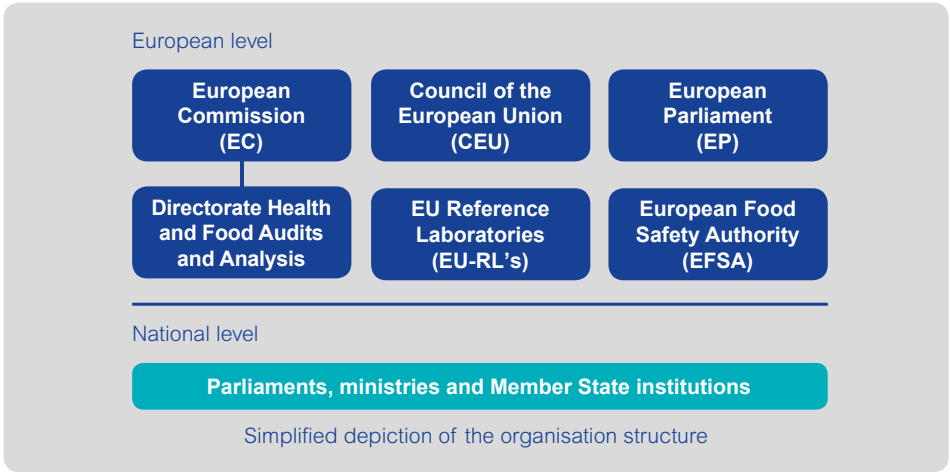 European level
European
Commission
(EC)
Council of the
European Union
(CEU)
European
Parliament
(EP)
Directorate Health
and Food Audits
and Analysis
EU Reference
Laboratories
(EU-RL’s)
European Food
Safety Authority
(EFSA)
National level
Parliaments, ministries and Member State institutions
Simplified depiction of the organisation structure